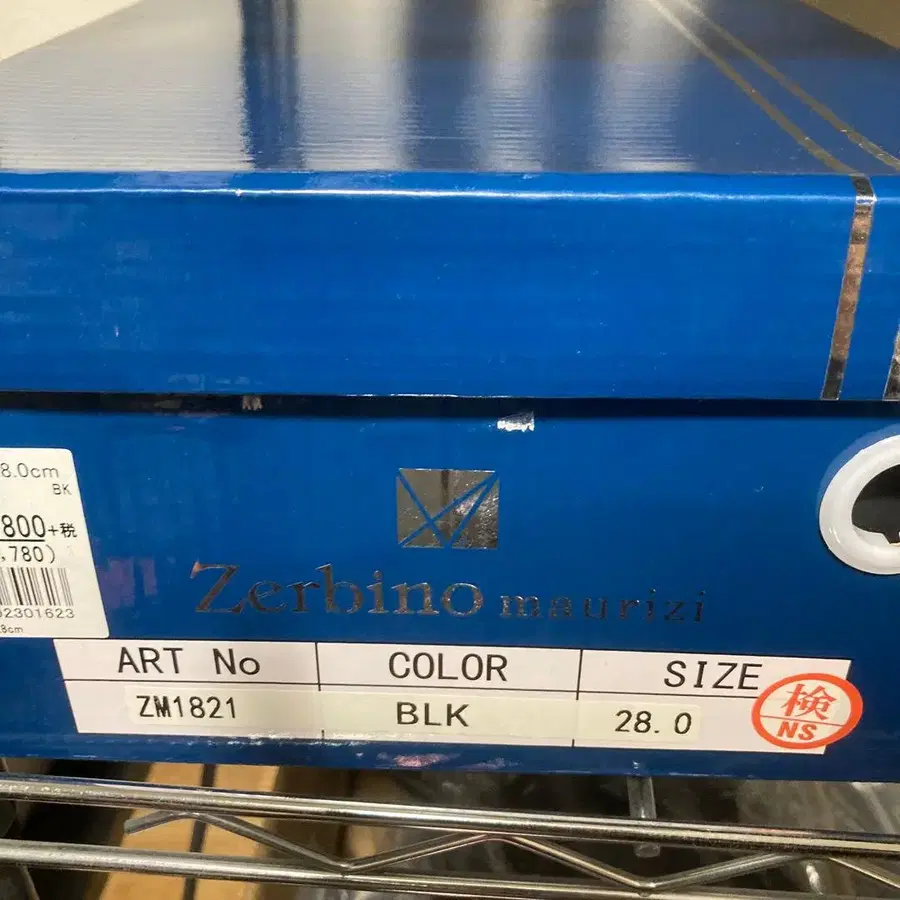 8.0cm
BK
800+税
,780)
02301623
8cm
Zerbino maurizi
ART No COLOR SIZE
ZM1821 BLK 28.0
検
NS